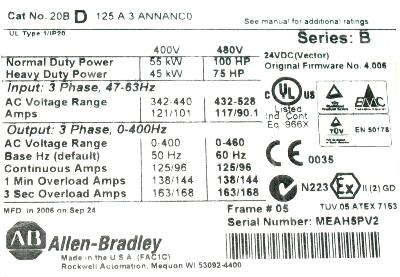 Cat No. 20B D 125 A 3 ANNANC0
See manual for additional ratings
UL Type 1/IP20
Series: B
400V 480V
24VDC(Vector)
Normal Duty Power 55 kW 100 HP
Original Firmware No. 4.006
Heavy Duty Power 45 kW 75 HP
Input: 3 Phase, 47-63Hz
AC Voltage Range 342-440 432-528
Amps 121/101 117/90.1
C UL US
Listed
Ind Cont.
Eq. 966X
EMC
TÜV
EN 50178
Output: 3 Phase, 0-400Hz
AC Voltage Range 0-400 0-460
Base Hz (default) 50 Hz 60 Hz
Continuous Amps 125/96 125/96
1 Min Overload Amps 138/144 138/144
3 Sec Overload Amps 163/168 163/168
CE 0035
N223 Ex II (2) GD
TUV 05 ATEX 7153
MFD. in 2006 on Sep 24
Frame # 05
Serial Number: MEAH5PV2
AB Allen-Bradley
Made in the U S A (FAC1C)
Rockwell Automation, Mequon WI 53092-4400